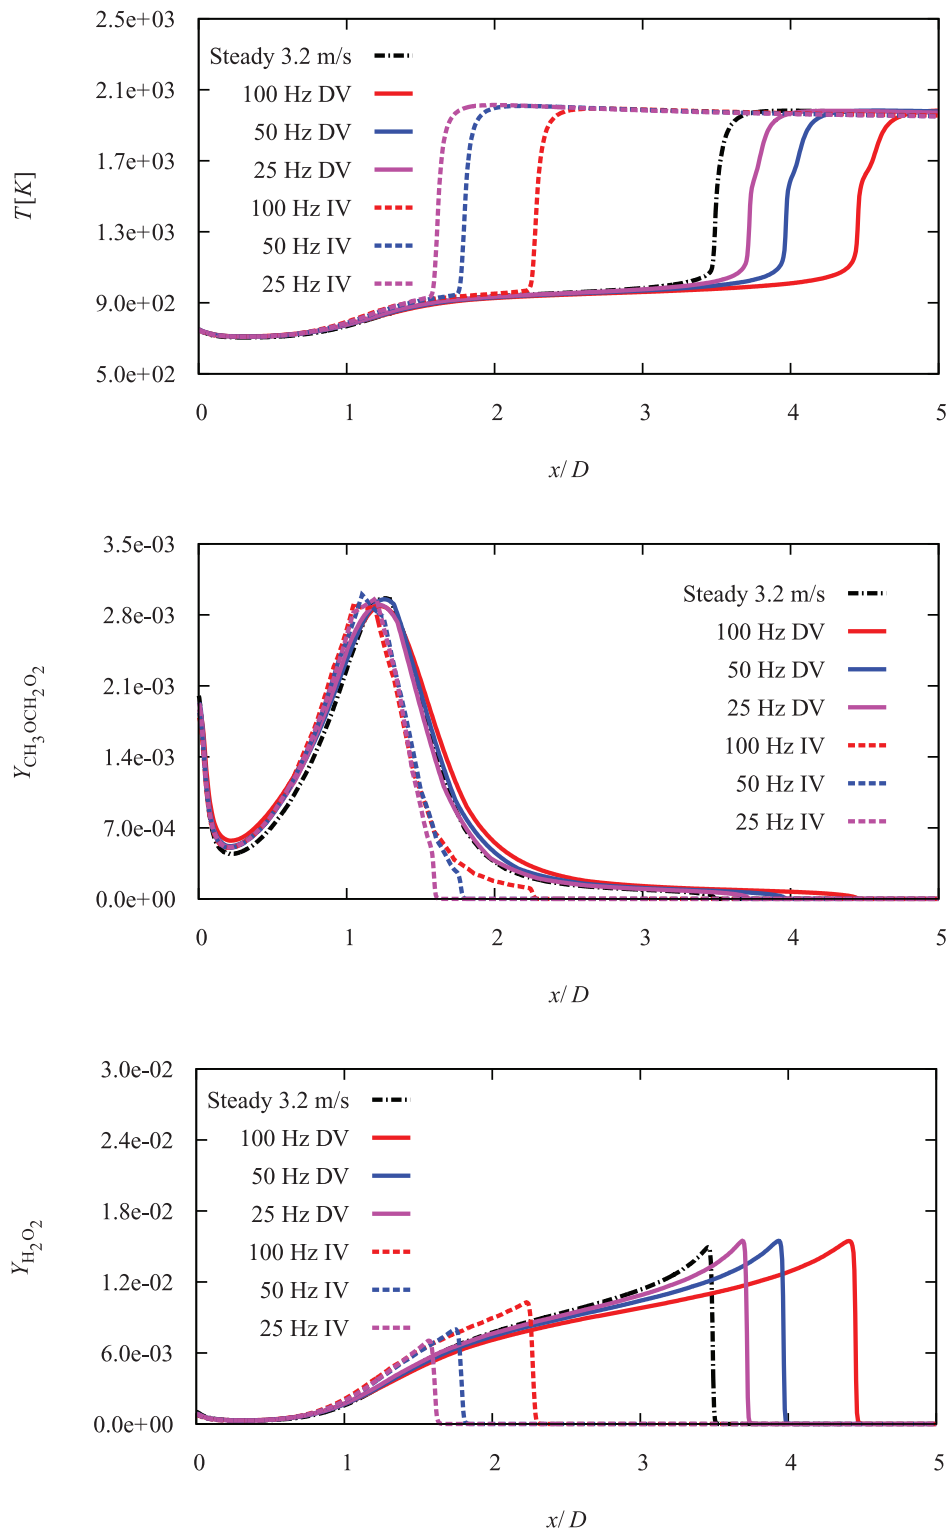 2.5e+03
2.1e+03
1.7e+03
1.3e+03
9.0e+02
5.0e+02
T[K]
Steady 3.2 m/s
100 Hz DV
50 Hz DV
25 Hz DV
100 Hz IV
50 Hz IV
25 Hz IV
0 1 2 3 4 5
x/D
3.5e-03
2.8e-03
2.1e-03
1.4e-03
7.0e-04
0.0e+00
Y_CH₃OCH₂O₂
Steady 3.2 m/s
100 Hz DV
50 Hz DV
25 Hz DV
100 Hz IV
50 Hz IV
25 Hz IV
0 1 2 3 4 5
x/D
3.0e-02
2.4e-02
1.8e-02
1.2e-02
6.0e-03
0.0e+00
Y_H₂O₂
Steady 3.2 m/s
100 Hz DV
50 Hz DV
25 Hz DV
100 Hz IV
50 Hz IV
25 Hz IV
0 1 2 3 4 5
x/D